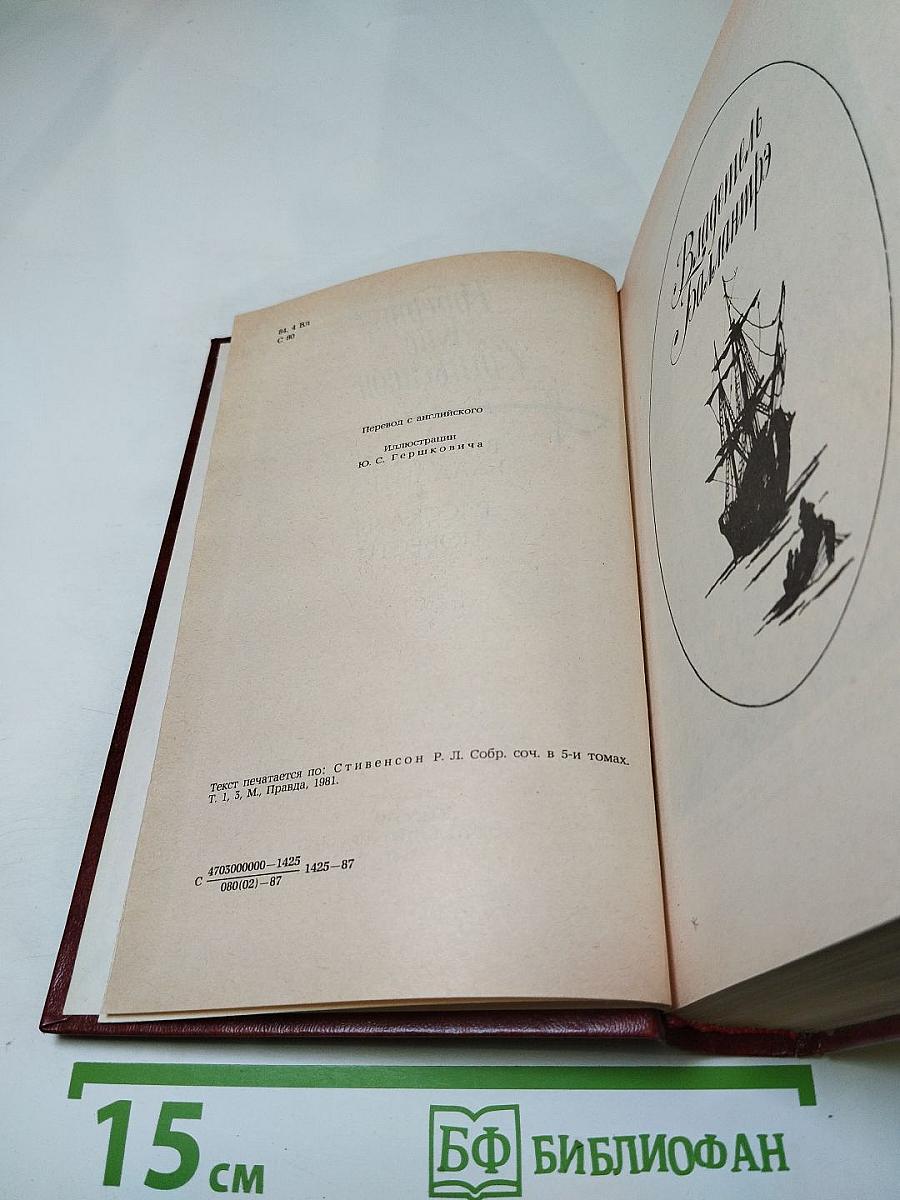 84. 4 Вл
С 80
Перевод с английского
Иллюстрации
Ю. С. Гершковича
Текст печатается по: Стивенсон Р. Л. Собр. соч. в 5-и томах.
Т. 1, 3, М., Правда, 1981.
С 4703000000—1425
080(02)—87
1425—87
Владетель
Баллантрэ
15 см
БФ БИБЛИОФАН